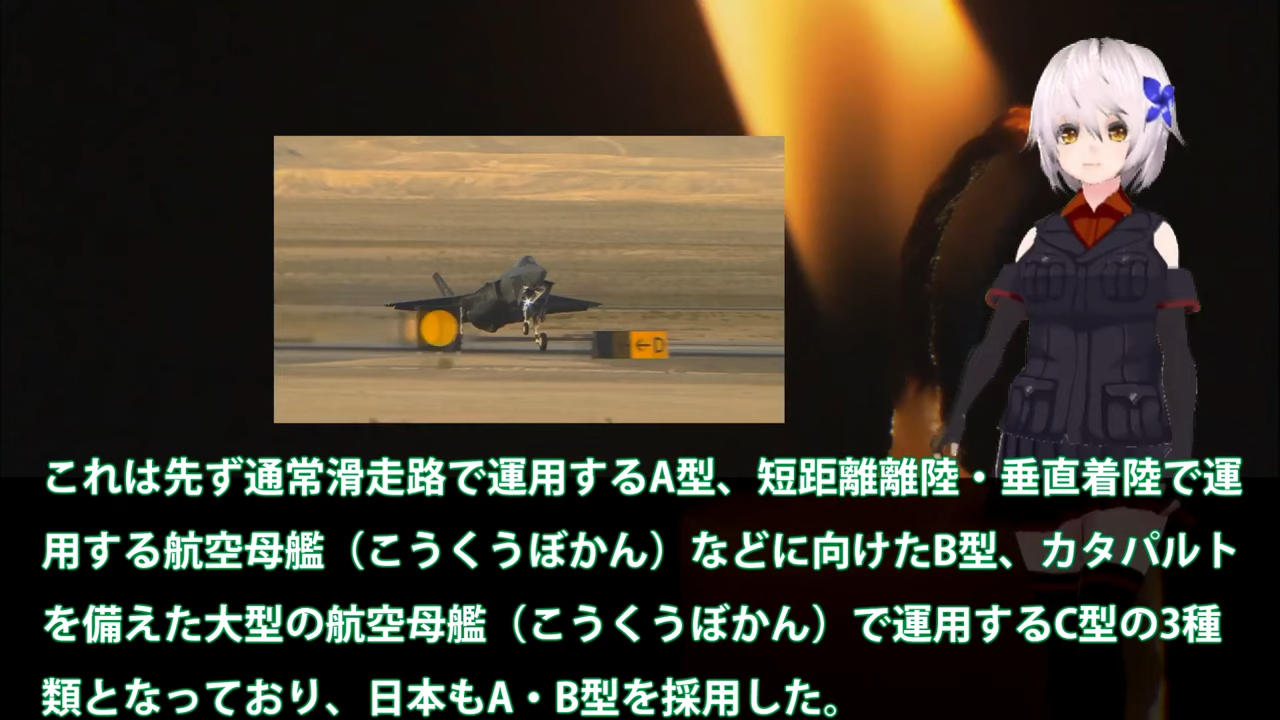 ←D
これは先ず通常滑走路で運用するA型、短距離離陸・垂直着陸で運
用する航空母艦（こうくうぼかん）などに向けたB型、カタパルト
を備えた大型の航空母艦（こうくうぼかん）で運用するC型の3種
類となっており、日本もA・B型を採用した。